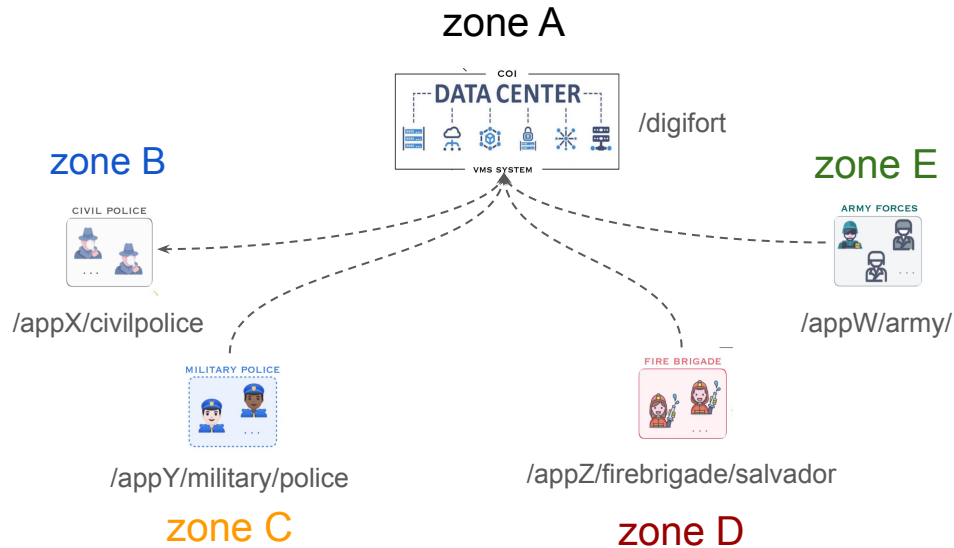 zone A
COI
DATA CENTER
VMS SYSTEM
/digifort
zone B
CIVIL POLICE
. . .
/appX/civilpolice
zone E
ARMY FORCES
. . .
/appW/army/
MILITARY POLICE
. . .
/appY/military/police
zone C
FIRE BRIGADE
. . .
/appZ/firebrigade/salvador
zone D